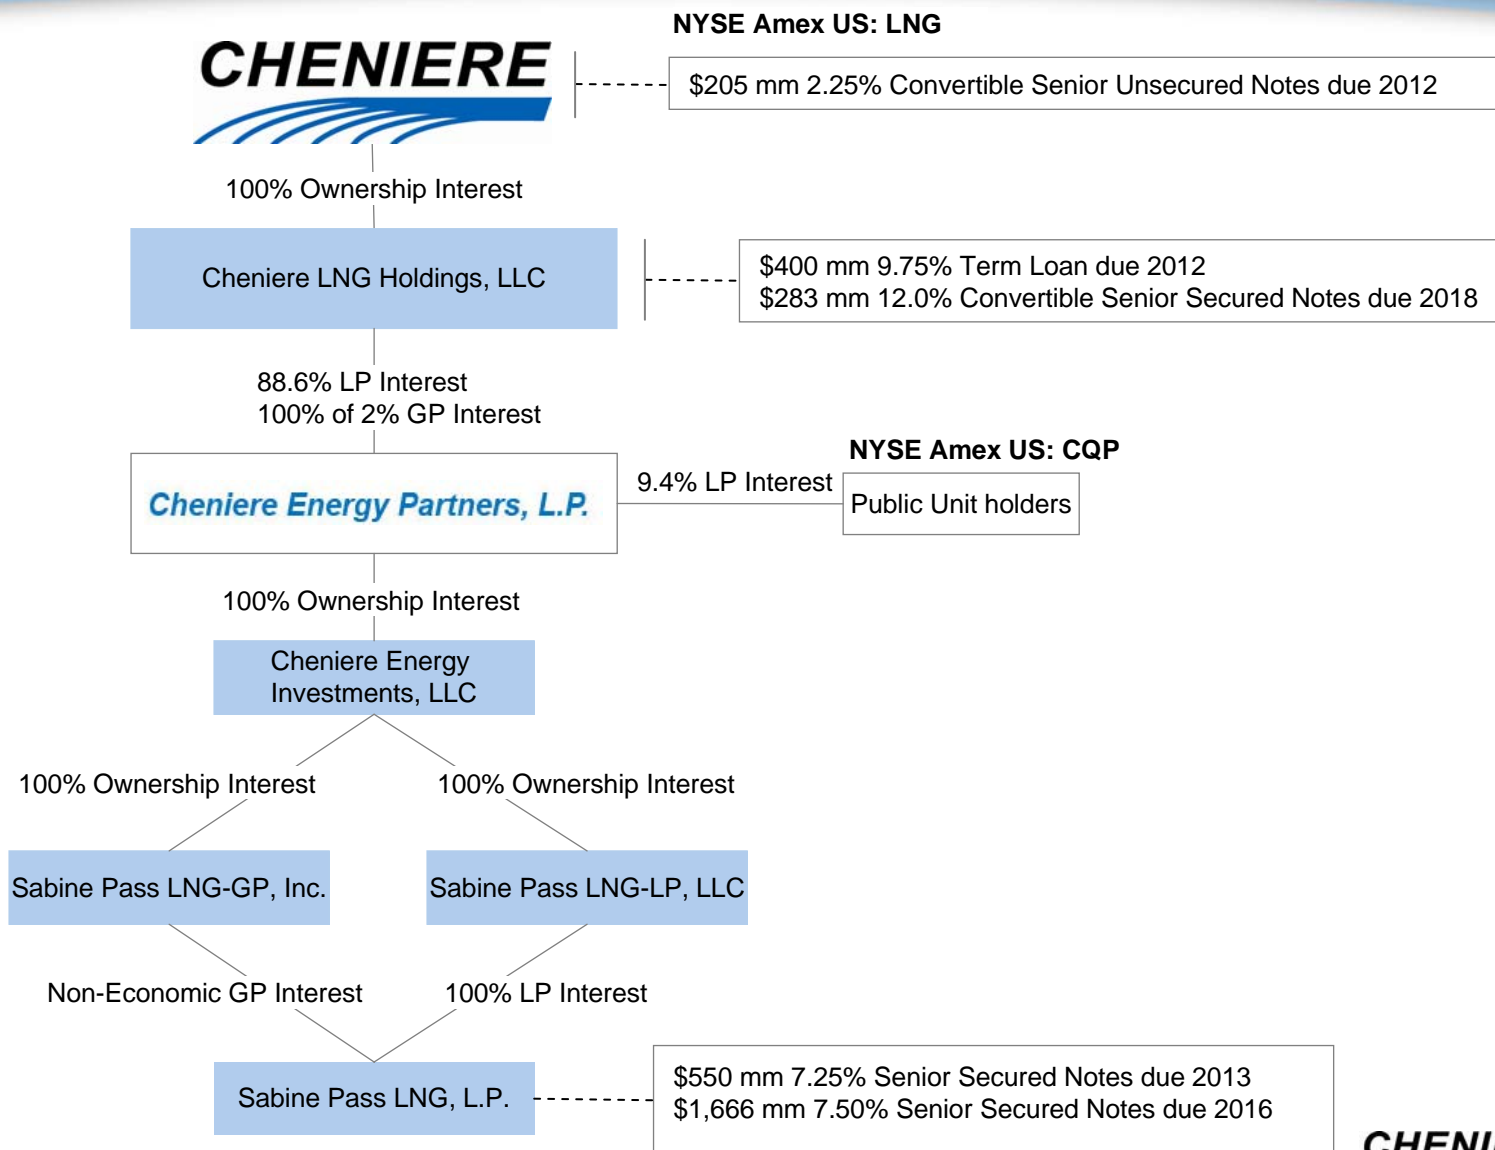 NYSE Amex US: LNG
CHENIERE
$205 mm 2.25% Convertible Senior Unsecured Notes due 2012
100% Ownership Interest
Cheniere LNG Holdings, LLC
$400 mm 9.75% Term Loan due 2012
$283 mm 12.0% Convertible Senior Secured Notes due 2018
88.6% LP Interest
100% of 2% GP Interest
NYSE Amex US: CQP
Cheniere Energy Partners, L.P.
9.4% LP Interest
Public Unit holders
100% Ownership Interest
Cheniere Energy
Investments, LLC
100% Ownership Interest
100% Ownership Interest
Sabine Pass LNG-GP, Inc.
Sabine Pass LNG-LP, LLC
Non-Economic GP Interest
100% LP Interest
Sabine Pass LNG, L.P.
$550 mm 7.25% Senior Secured Notes due 2013
$1,666 mm 7.50% Senior Secured Notes due 2016